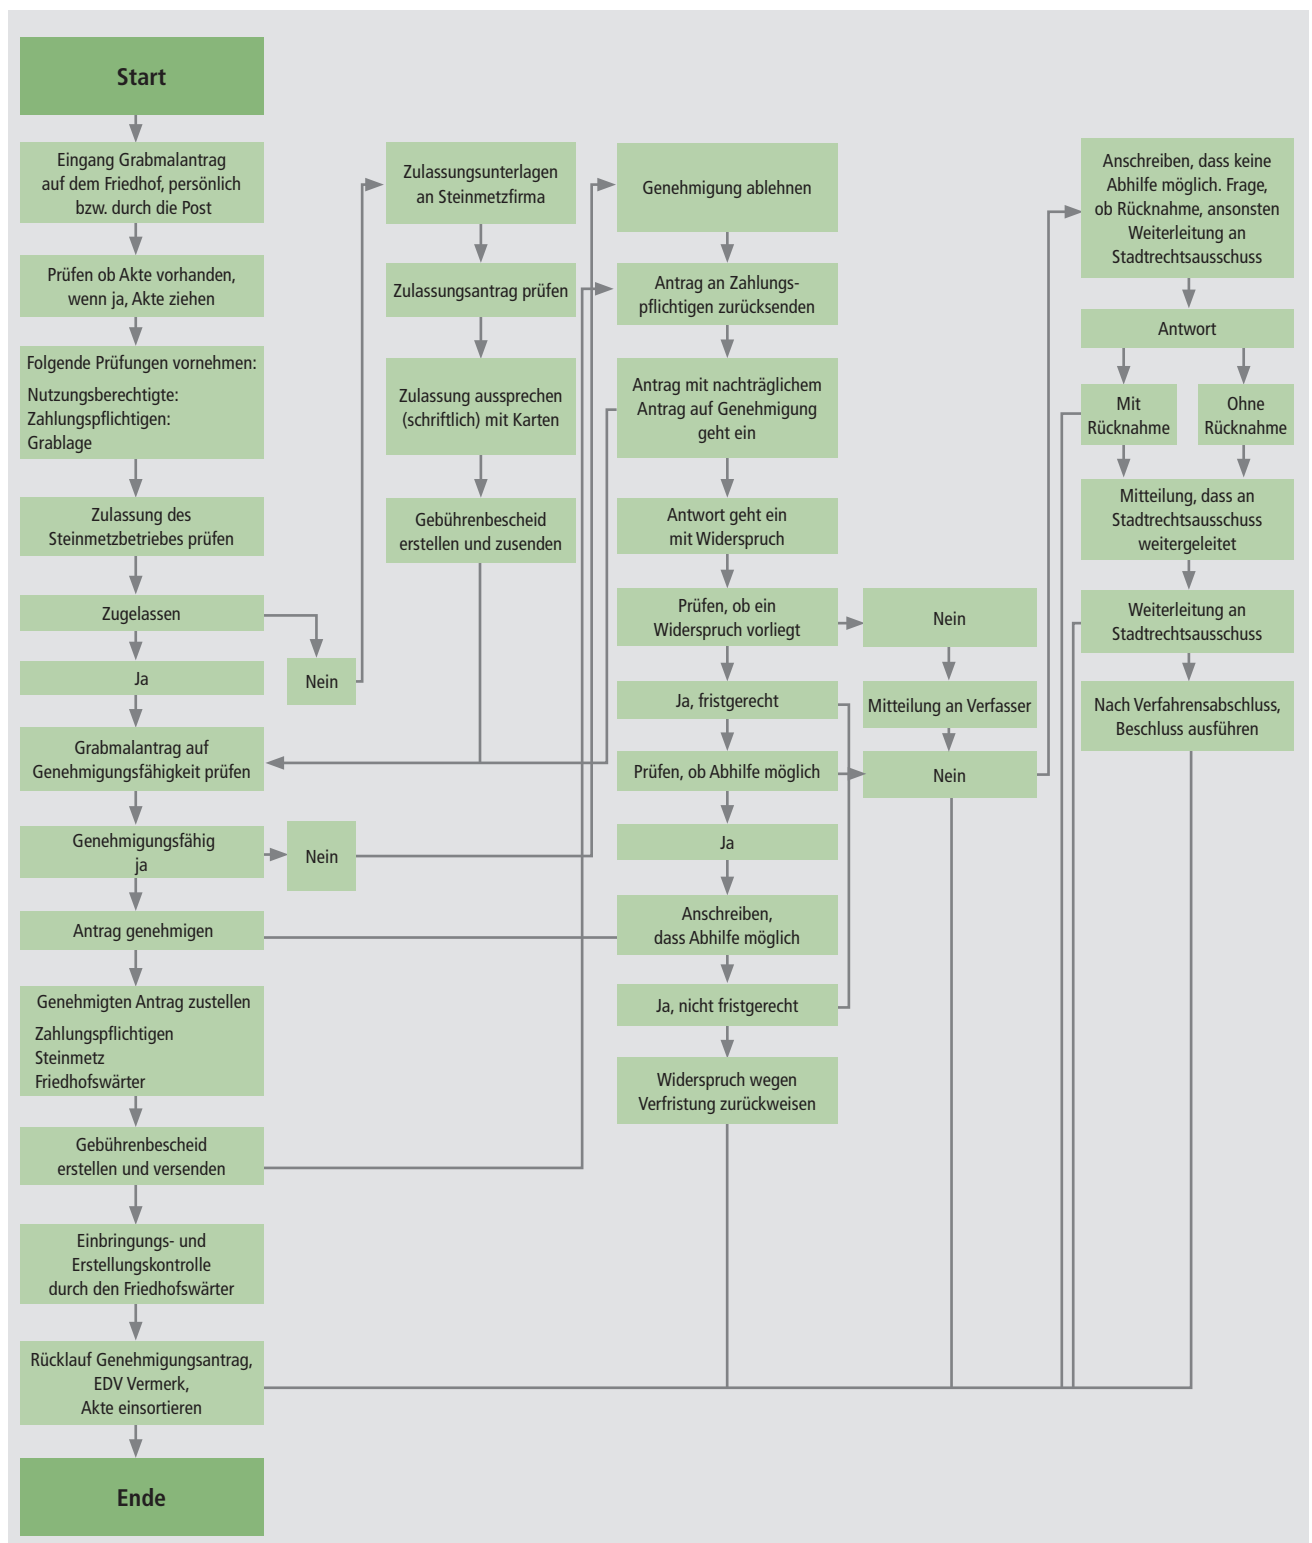 Start
Eingang Grabmalantrag
auf dem Friedhof, persönlich
bzw. durch die Post
Prüfen ob Akte vorhanden,
wenn ja, Akte ziehen
Folgende Prüfungen vornehmen:
Nutzungsberechtigte:
Zahlungspflichtigen:
Grablage
Zulassung des
Steinmetzbetriebes prüfen
Zugelassen
Ja
Nein
Grabmalantrag auf
Genehmigungsfähigkeit prüfen
Genehmigungsfähig
ja
Nein
Antrag genehmigen
Genehmigten Antrag zustellen
Zahlungspflichtigen
Steinmetz
Friedhofswärter
Gebührenbescheid
erstellen und versenden
Einbringungs- und
Erstellungskontrolle
durch den Friedhofswärter
Rücklauf Genehmigungsantrag,
EDV Vermerk,
Akte einsortieren
Ende
Zulassungsunterlagen
an Steinmetzfirma
Zulassungsantrag prüfen
Zulassung aussprechen
(schriftlich) mit Karten
Gebührenbescheid
erstellen und zusenden
Genehmigung ablehnen
Antrag an Zahlungs-
pflichtigen zurücksenden
Antrag mit nachträglichem
Antrag auf Genehmigung
geht ein
Antwort geht ein
mit Widerspruch
Prüfen, ob ein
Widerspruch vorliegt
Ja, fristgerecht
Prüfen, ob Abhilfe möglich
Ja
Anschreiben,
dass Abhilfe möglich
Ja, nicht fristgerecht
Widerspruch wegen
Verfristung zurückweisen
Nein
Mitteilung an Verfasser
Nein
Anschreiben, dass keine
Abhilfe möglich. Frage,
ob Rücknahme, ansonsten
Weiterleitung an
Stadtrechtsausschuss
Antwort
Mit
Rücknahme
Ohne
Rücknahme
Mitteilung, dass an
Stadtrechtsausschuss
weitergeleitet
Weiterleitung an
Stadtrechtsausschuss
Nach Verfahrensabschluss,
Beschluss ausführen